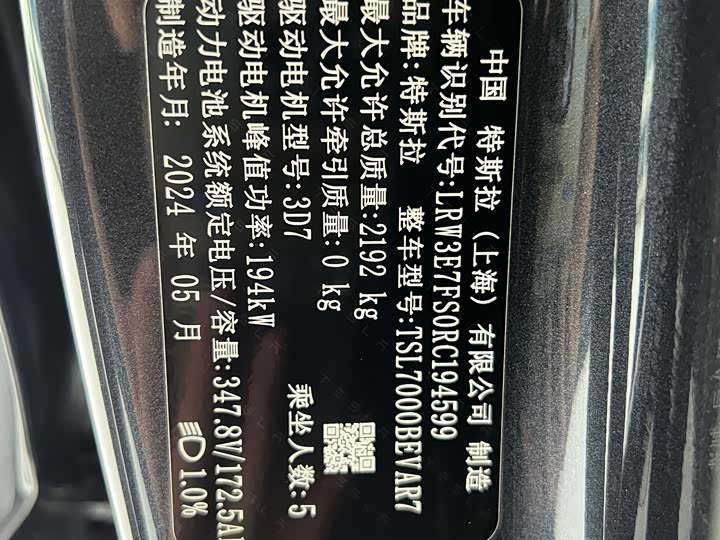 中国 特斯拉 (上海) 有限公司 制造
车辆识别代号:LRW3E7FS0RC194599
品牌: 特斯拉 整车型号:TSL7000BEVAR7
最大允许总质量:2192 kg
最大允许牵引质量: 0 kg
驱动电机型号:3D7 乘坐人数:5
驱动电机峰值功率:194kW
动力电池系统额定电压/容量:347.8V/172.5A
制造年月: 2024 年 05 月 1.0%